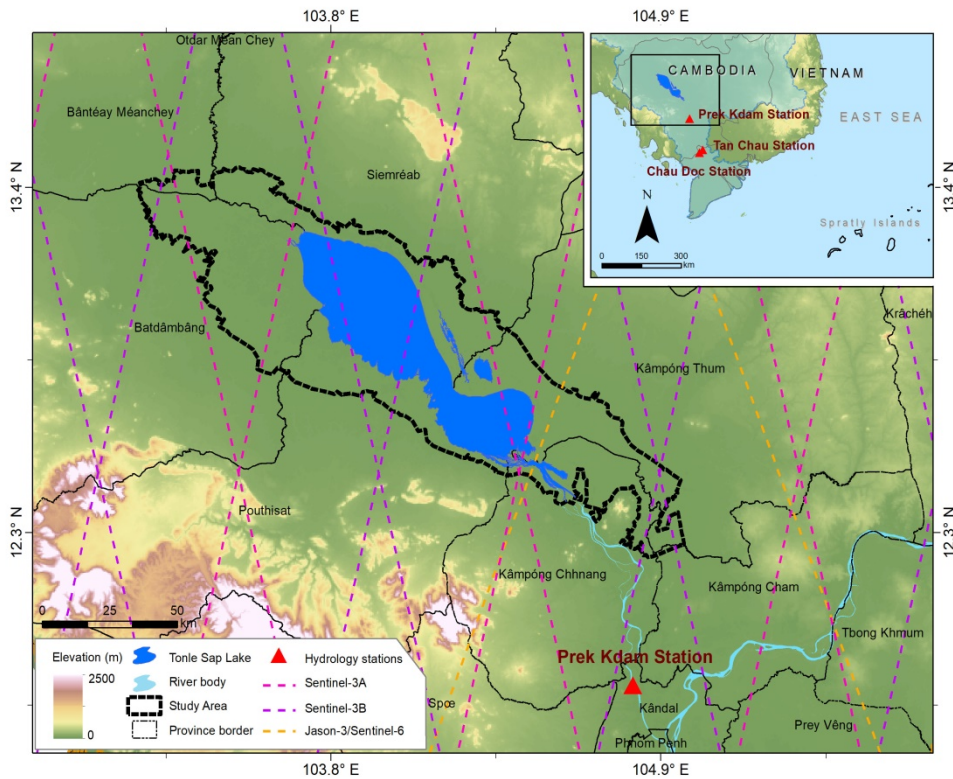 103.8° E
104.9° E
Otdar Mean Chey
Bântéay Méanchey
Siemréab
CAMBODIA
VIETNAM
Prek Kdam Station
EAST SEA
Tan Chau Station
Chau Doc Station
N
Spratly Islands
0 150 300
km
13.4° N
13.4° N
Krâchéh
Batdâmbâng
Kâmpóng Thum
Pouthisat
12.3° N
12.3° N
Kâmpóng Chhnang
Kâmpóng Cham
0 25 50
km
Tbong Khmum
Prek Kdam Station
Kândal
Spœ
Prey Vêng
Phnom Penh
Elevation (m)
2500
0
Tonle Sap Lake
River body
Study Area
Province border
Hydrology stations
Sentinel-3A
Sentinel-3B
Jason-3/Sentinel-6
103.8° E
104.9° E